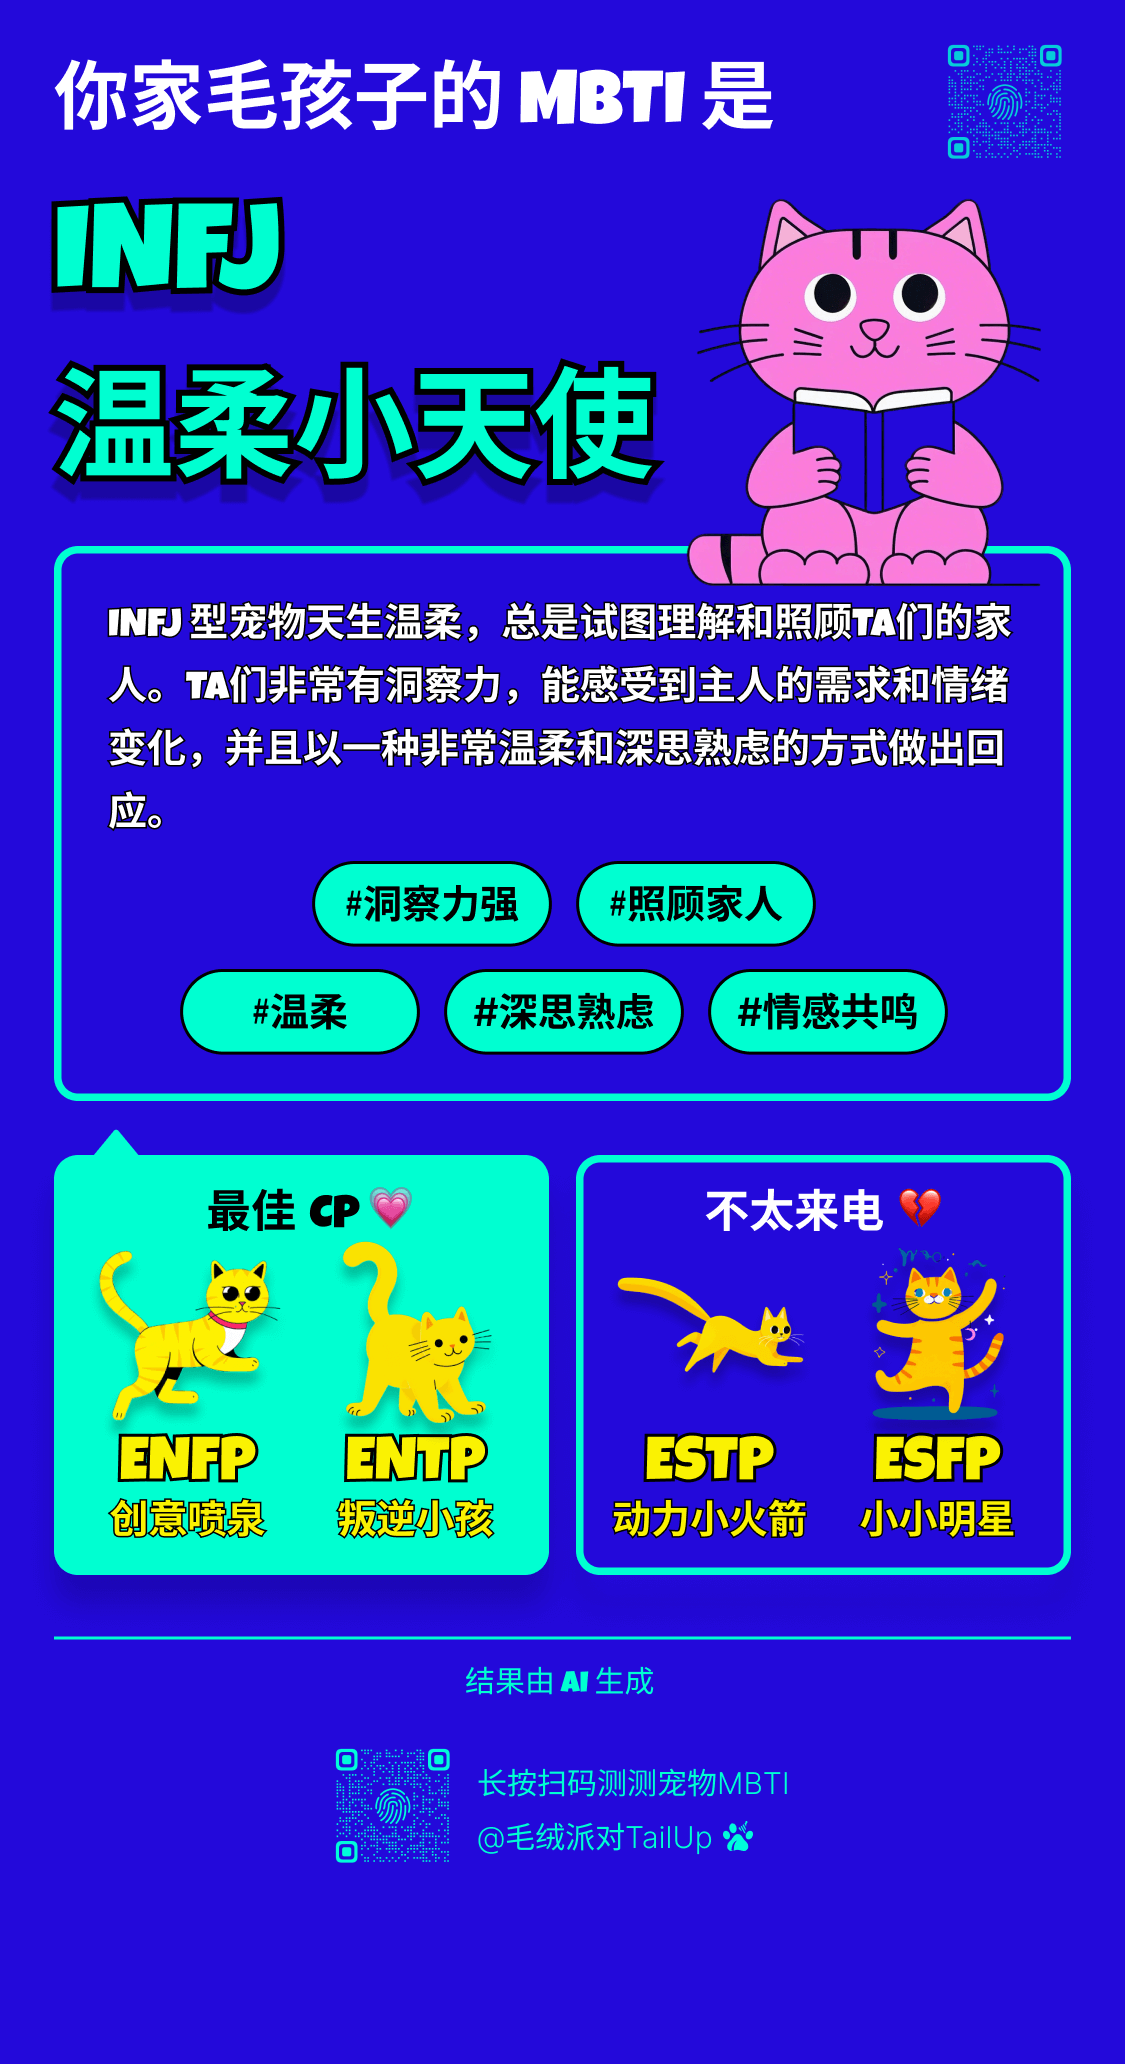 你家毛孩子的 MBTI 是
INFJ
温柔小天使
INFJ 型宠物天生温柔，总是试图理解和照顾TA们的家
人。TA们非常有洞察力，能感受到主人的需求和情绪
变化，并且以一种非常温柔和深思熟虑的方式做出回
应。
#洞察力强 #照顾家人
#温柔 #深思熟虑 #情感共鸣
最佳 CP
ENFP ENTP
创意喷泉 叛逆小孩
不太来电
ESTP ESFP
动力小火箭 小小明星
结果由 AI 生成
长按扫码测测宠物MBTI
@毛绒派对TailUp